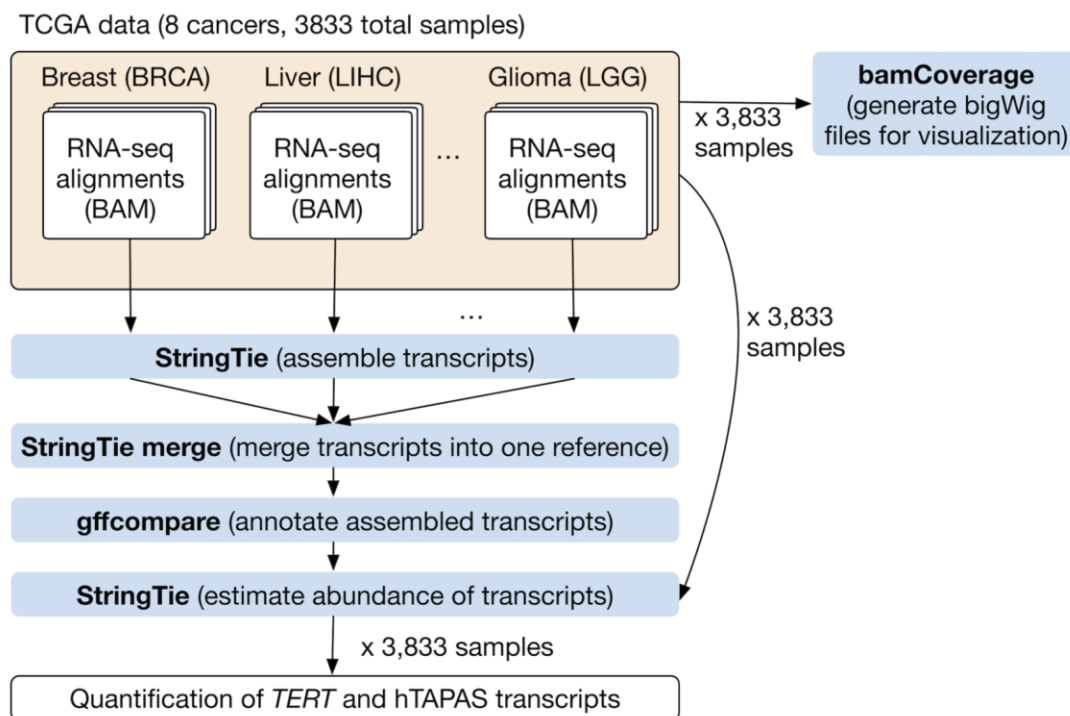 TCGA data (8 cancers, 3833 total samples)
Breast (BRCA)
Liver (LIHC)
Glioma (LGG)
RNA-seq
alignments
(BAM)
RNA-seq
alignments
(BAM)
...
RNA-seq
alignments
(BAM)
x 3,833
samples
bamCoverage
(generate bigWig
files for visualization)
...
x 3,833
samples
StringTie (assemble transcripts)
StringTie merge (merge transcripts into one reference)
gffcompare (annotate assembled transcripts)
StringTie (estimate abundance of transcripts)
x 3,833 samples
Quantification of TERT and hTAPAS transcripts